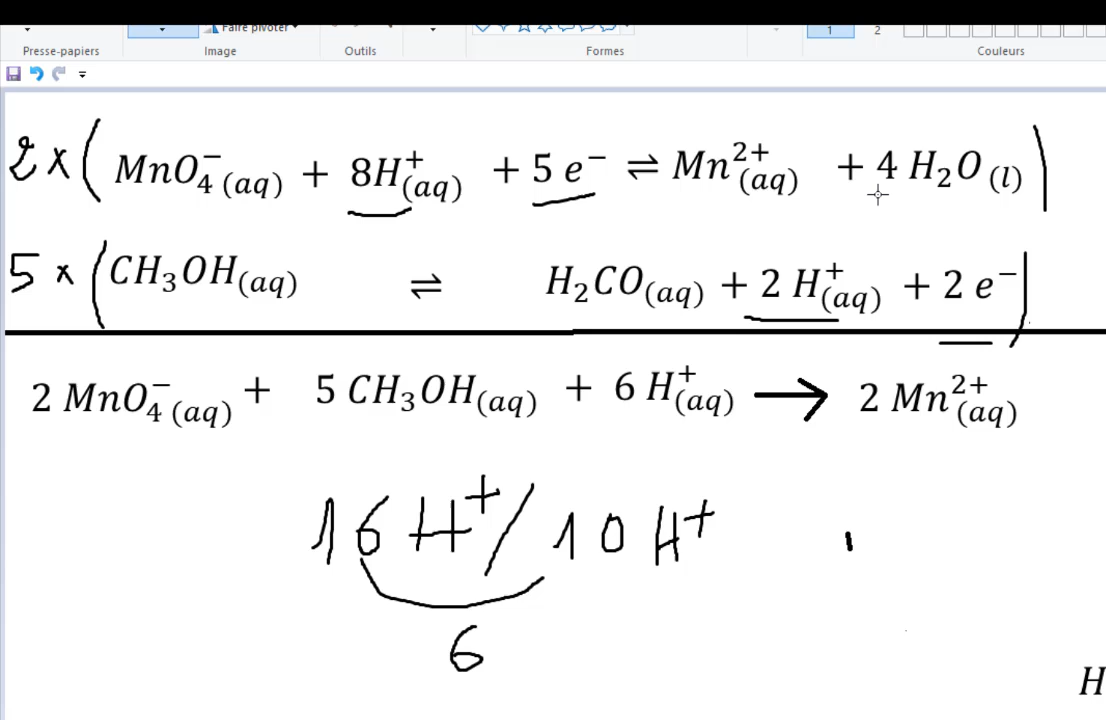 Faire pivoter
Presse-papiers Image Outils Formes 1 2 Couleurs
2 × ( MnO₄⁻(aq) + 8H⁺(aq) + 5 e⁻ ⇌ Mn²⁺(aq) + 4 H₂O(l) )
5 × ( CH₃OH(aq) ⇌ H₂CO(aq) + 2 H⁺(aq) + 2 e⁻ )
2 MnO₄⁻(aq) + 5 CH₃OH(aq) + 6 H⁺(aq) → 2 Mn²⁺(aq)
16 H⁺ / 10 H⁺
6
H